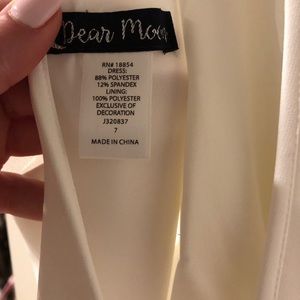 Dear Moon
RN# 18854
DRESS:
88% POLYESTER
12% SPANDEX
LINING:
100% POLYESTER
EXCLUSIVE OF
DECORATION
J320837
7
MADE IN CHINA